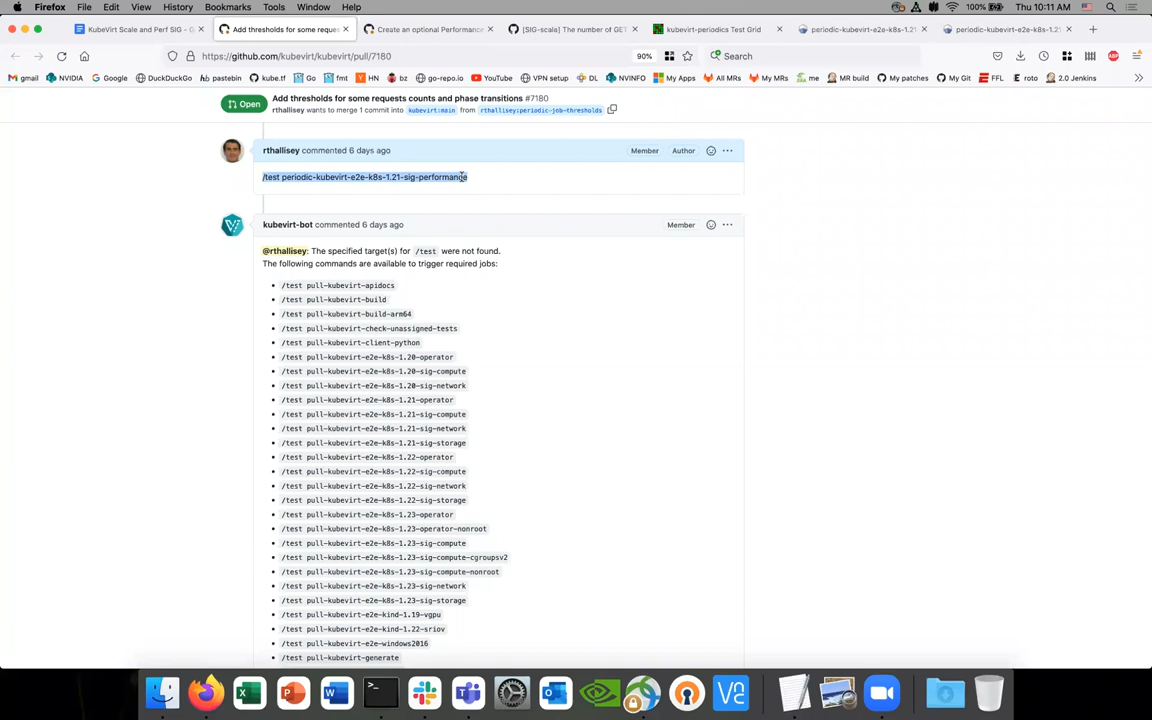 Firefox File Edit View History Bookmarks Tools Window Help 100% Thu 10:11 AM
KubeVirt Scale and Perf SIG - G
Add thresholds for some reques
Create an optional Performance
[SIG-scale] The number of GET
kubevirt-periodics Test Grid
periodic-kubevirt-e2e-k8s-1.21
periodic-kubevirt-e2e-k8s-1.21
https://github.com/kubevirt/kubevirt/pull/7180 90% Search
gmail NVIDIA Google DuckDuckGo pastebin kube.tf Go fmt HN bz go-repo.io YouTube VPN setup DL NVINFO My Apps All MRs My MRs me MR build My patches My Git FFL roto 2.0 Jenkins
Open Add thresholds for some requests counts and phase transitions #7180
rthallisey wants to merge 1 commit into kubevirt:main from rthallisey:periodic-job-thresholds
rthallisey commented 6 days ago Member Author
/test periodic-kubevirt-e2e-k8s-1.21-sig-performance
kubevirt-bot commented 6 days ago Member
@rthallisey: The specified target(s) for /test were not found.
The following commands are available to trigger required jobs:
• /test pull-kubevirt-apidocs
• /test pull-kubevirt-build
• /test pull-kubevirt-build-arm64
• /test pull-kubevirt-check-unassigned-tests
• /test pull-kubevirt-client-python
• /test pull-kubevirt-e2e-k8s-1.20-operator
• /test pull-kubevirt-e2e-k8s-1.20-sig-compute
• /test pull-kubevirt-e2e-k8s-1.20-sig-network
• /test pull-kubevirt-e2e-k8s-1.21-operator
• /test pull-kubevirt-e2e-k8s-1.21-sig-compute
• /test pull-kubevirt-e2e-k8s-1.21-sig-network
• /test pull-kubevirt-e2e-k8s-1.21-sig-storage
• /test pull-kubevirt-e2e-k8s-1.22-operator
• /test pull-kubevirt-e2e-k8s-1.22-sig-compute
• /test pull-kubevirt-e2e-k8s-1.22-sig-network
• /test pull-kubevirt-e2e-k8s-1.22-sig-storage
• /test pull-kubevirt-e2e-k8s-1.23-operator
• /test pull-kubevirt-e2e-k8s-1.23-operator-nonroot
• /test pull-kubevirt-e2e-k8s-1.23-sig-compute
• /test pull-kubevirt-e2e-k8s-1.23-sig-compute-cgroupsv2
• /test pull-kubevirt-e2e-k8s-1.23-sig-compute-nonroot
• /test pull-kubevirt-e2e-k8s-1.23-sig-network
• /test pull-kubevirt-e2e-k8s-1.23-sig-storage
• /test pull-kubevirt-e2e-kind-1.19-vgpu
• /test pull-kubevirt-e2e-kind-1.22-sriov
• /test pull-kubevirt-e2e-windows2016
• /test pull-kubevirt-generate